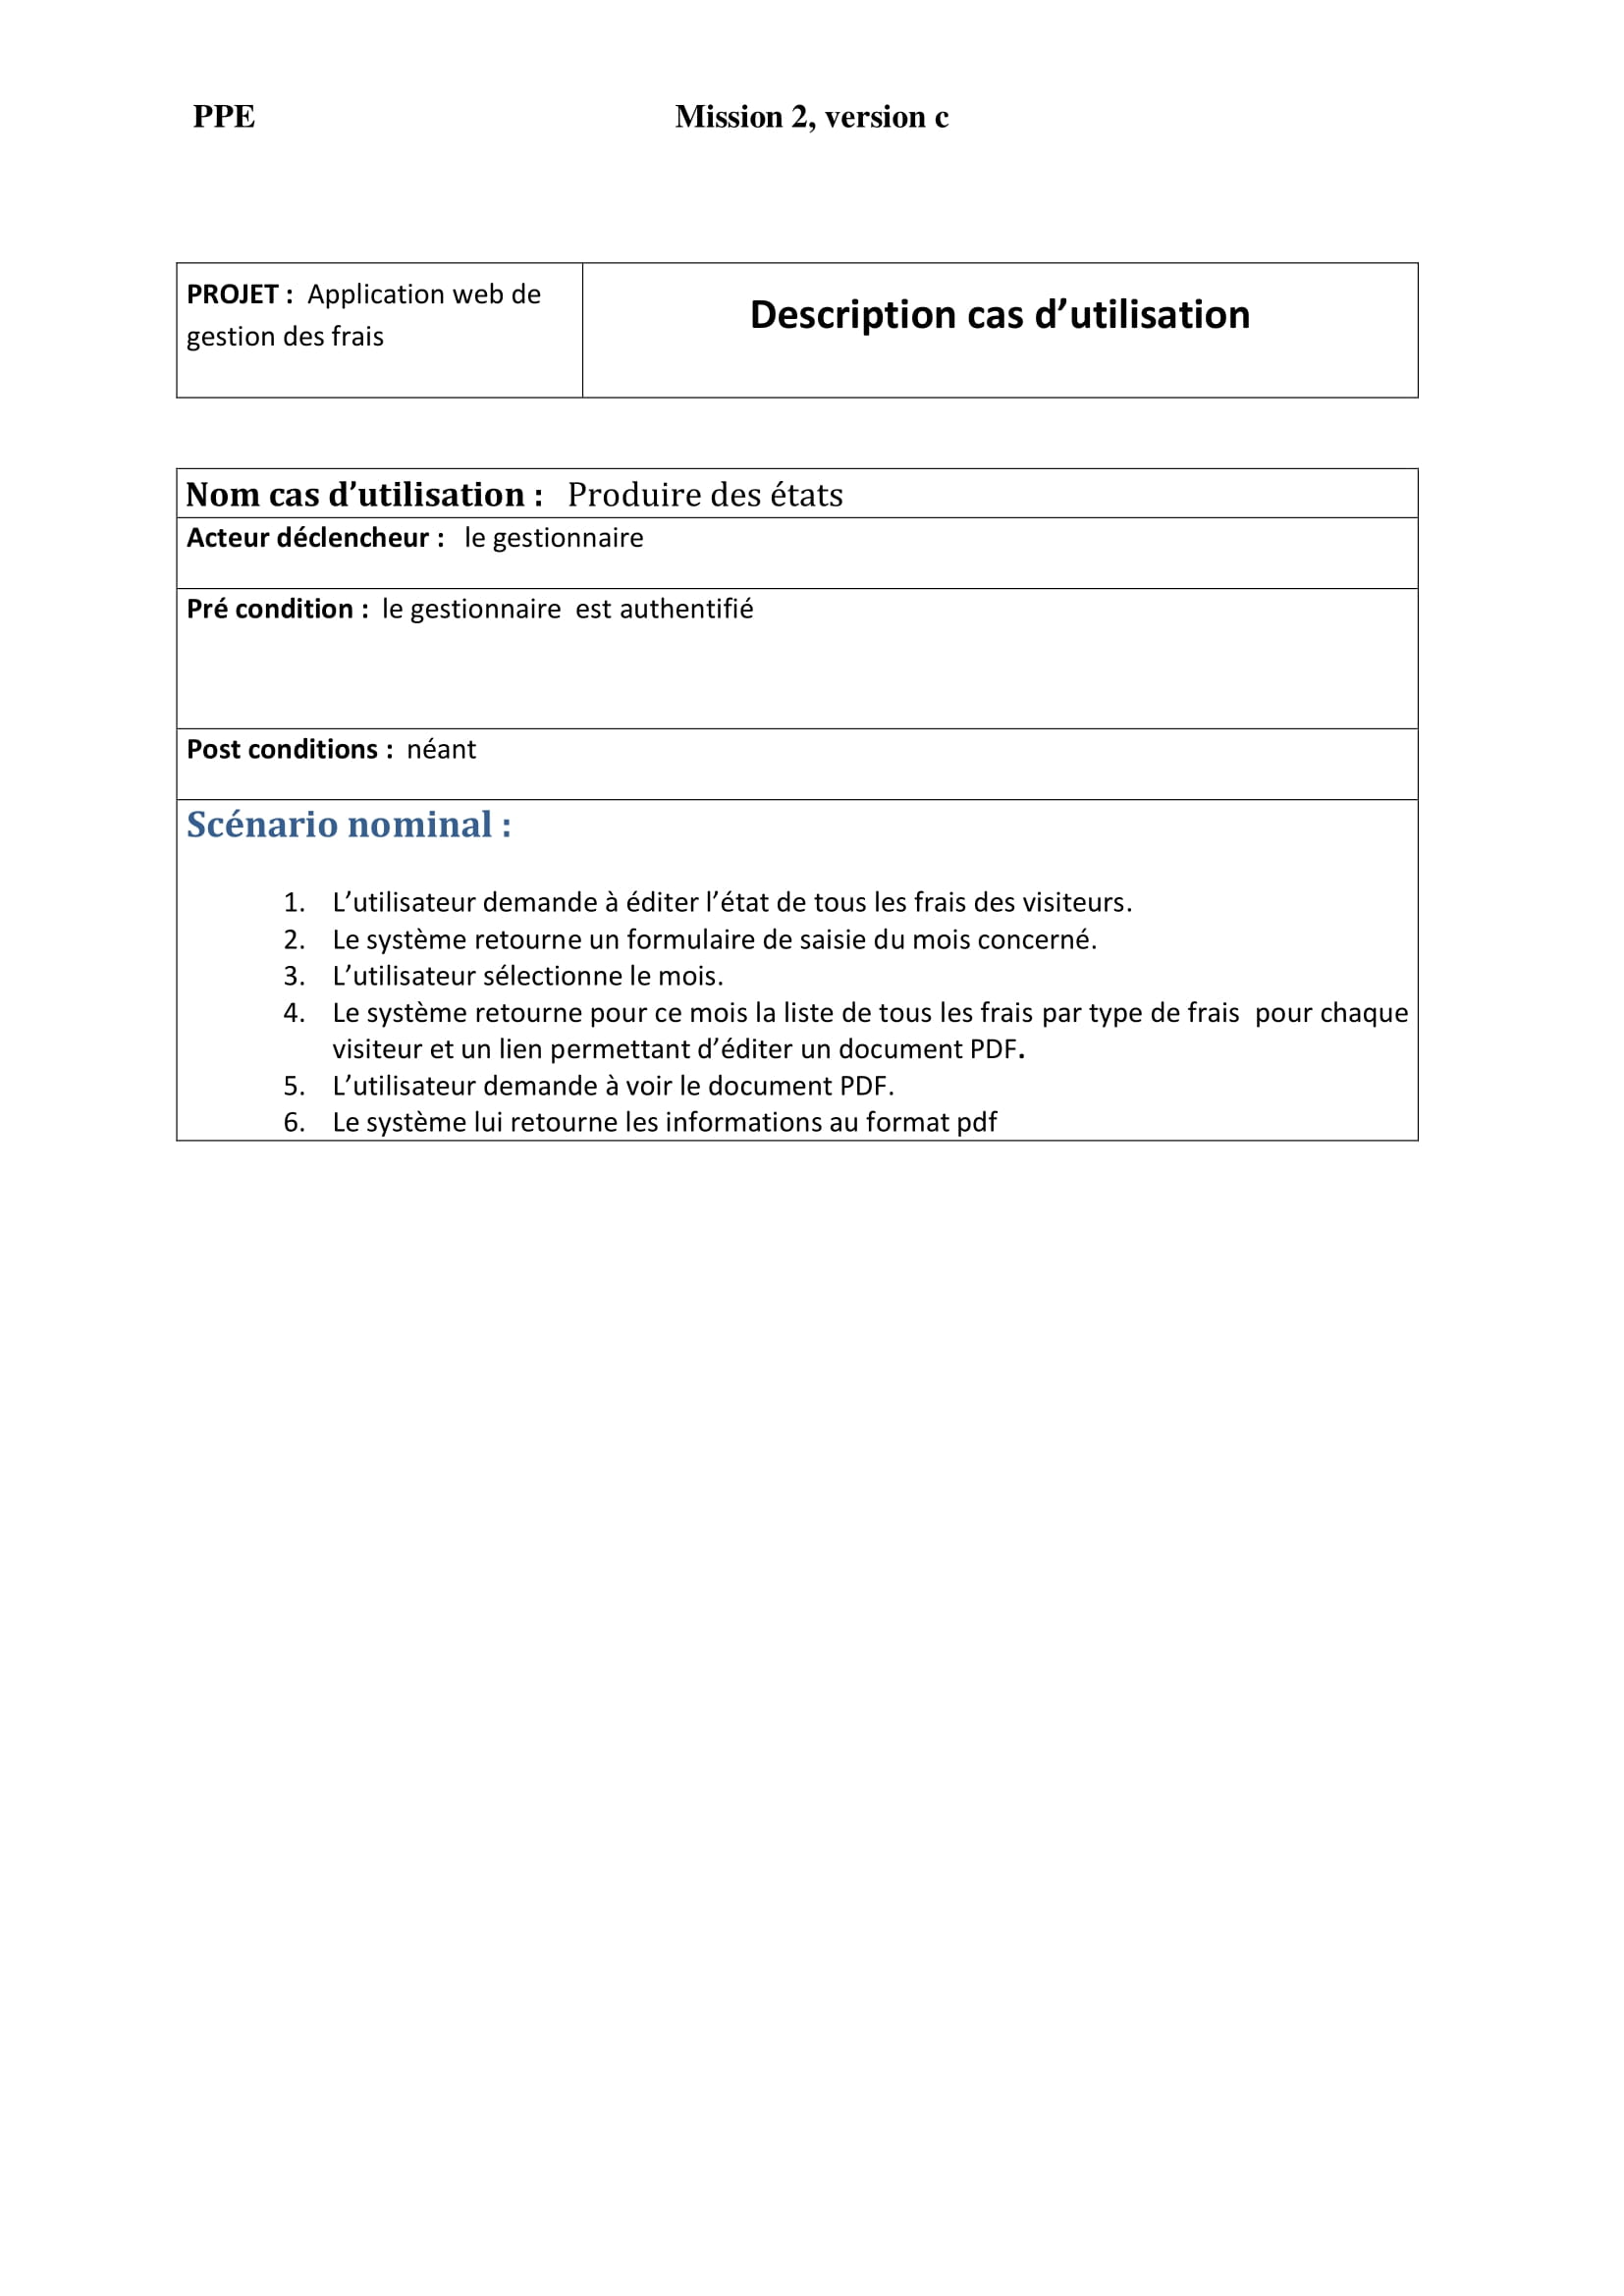 PPE Mission 2, version c
PROJET : Application web de
gestion des frais
Description cas d’utilisation
Nom cas d’utilisation : Produire des états
Acteur déclencheur : le gestionnaire
Pré condition : le gestionnaire est authentifié
Post conditions : néant
Scénario nominal :
1. L’utilisateur demande à éditer l’état de tous les frais des visiteurs.
2. Le système retourne un formulaire de saisie du mois concerné.
3. L’utilisateur sélectionne le mois.
4. Le système retourne pour ce mois la liste de tous les frais par type de frais pour chaque
visiteur et un lien permettant d’éditer un document PDF.
5. L’utilisateur demande à voir le document PDF.
6. Le système lui retourne les informations au format pdf